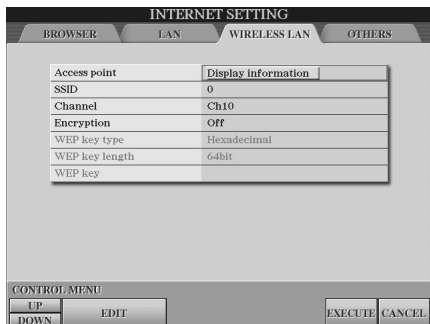 INTERNET SETTING
BROWSER LAN WIRELESS LAN OTHERS
Access point Display information
SSID 0
Channel Ch10
Encryption Off
WEP key type Hexadecimal
WEP key length 64bit
WEP key
CONTROL MENU
UP
DOWN
EDIT
EXECUTE
CANCEL